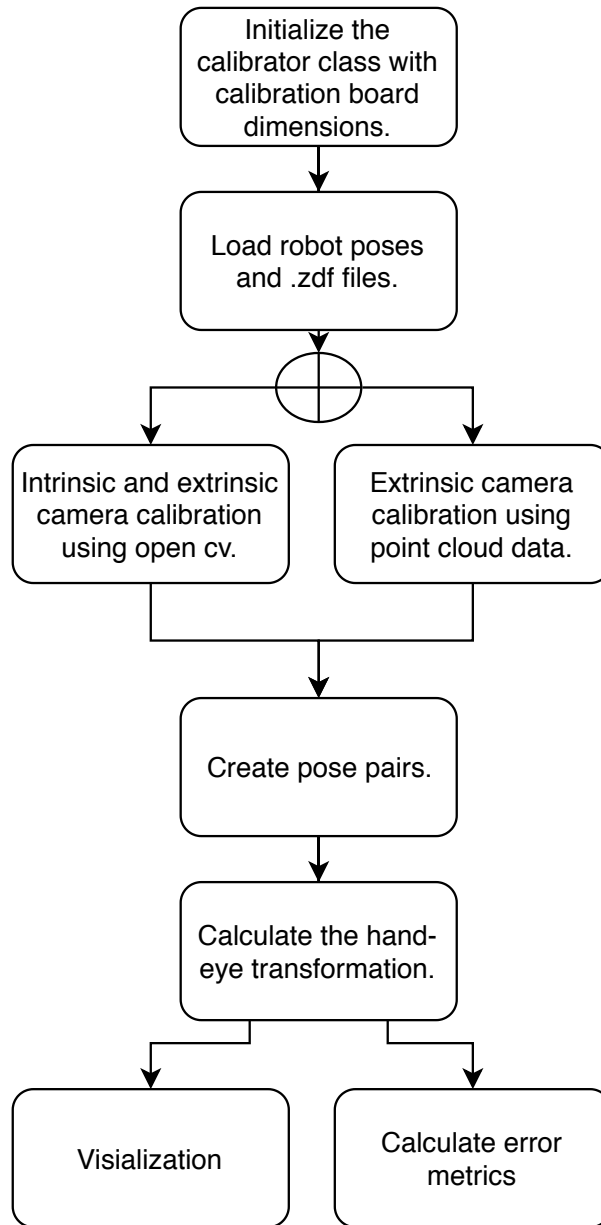 Initialize the
calibrator class with
calibration board
dimensions.
Load robot poses
and .zdf files.
Intrinsic and extrinsic
camera calibration
using open cv.
Extrinsic camera
calibration using
point cloud data.
Create pose pairs.
Calculate the hand-
eye transformation.
Visialization
Calculate error
metrics